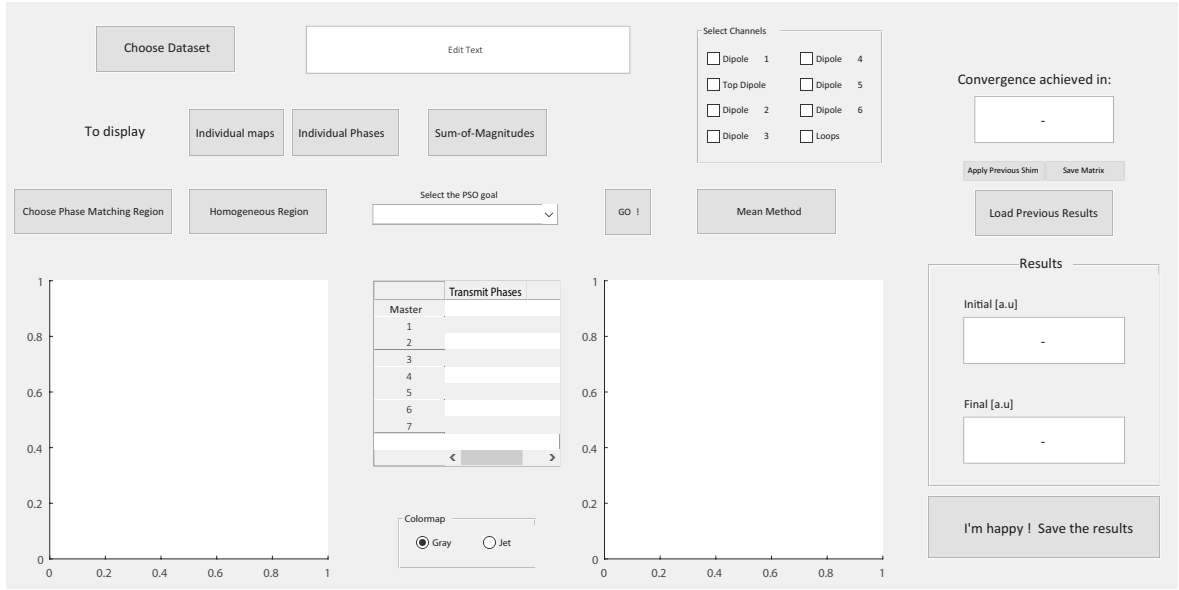 Choose Dataset
Edit Text
Select Channels
Dipole 1
Dipole 4
Top Dipole
Dipole 5
Dipole 2
Dipole 6
Dipole 3
Loops
Convergence achieved in:
-
To display
Individual maps
Individual Phases
Sum-of-Magnitudes
Apply Previous Shim
Save Matrix
Choose Phase Matching Region
Homogeneous Region
Select the PSO goal
GO !
Mean Method
Load Previous Results
1
0.8
0.6
0.4
0.2
0
0 0.2 0.4 0.6 0.8 1
Transmit Phases
Master
1
2
3
4
5
6
7
Colormap
Gray
Jet
1
0.8
0.6
0.4
0.2
0
0 0.2 0.4 0.6 0.8 1
Results
Initial [a.u]
-
Final [a.u]
-
I'm happy ! Save the results